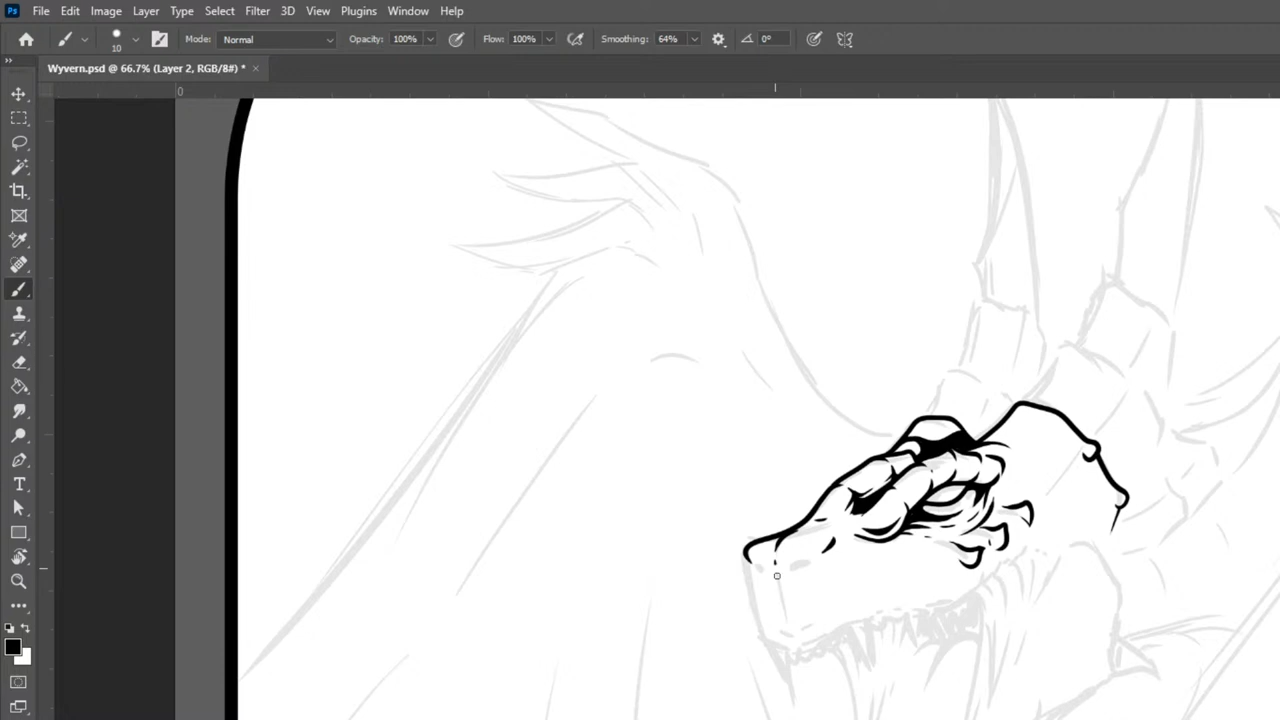 Ps File Edit Image Layer Type Select Filter 3D View Plugins Window Help
10 Mode: Normal Opacity: 100% Flow: 100% Smoothing: 64% 0°
Wyvern.psd @ 66.7% (Layer 2, RGB/8#) * ×
0